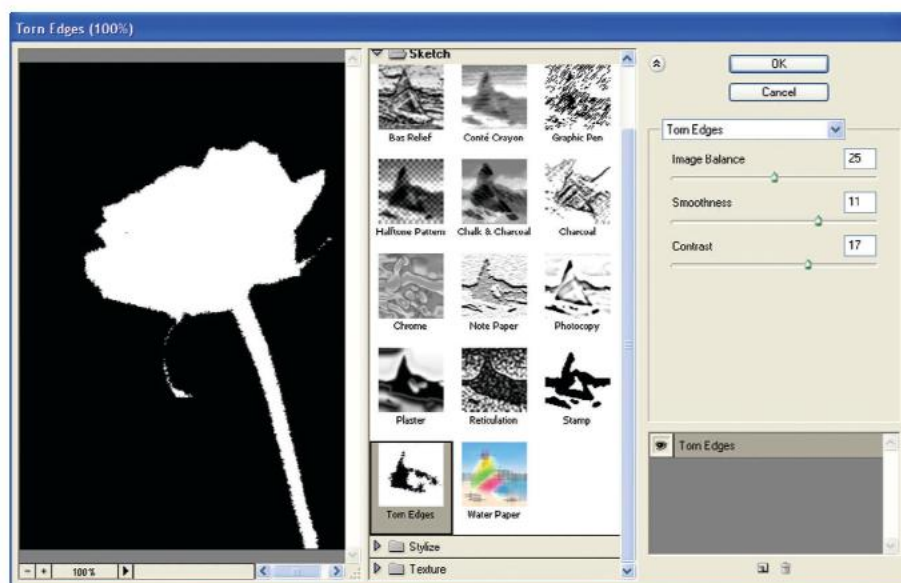 Torn Edges (100%)
Sketch
Bas Relief
Conté Crayon
Graphic Pen
Halftone Pattern
Chalk & Charcoal
Charcoal
Chrome
Note Paper
Photocopy
Plaster
Reticulation
Stamp
Torn Edges
Water Paper
Stylize
Texture
- + 100%
OK
Cancel
Torn Edges
Image Balance 25
Smoothness 11
Contrast 17
Torn Edges